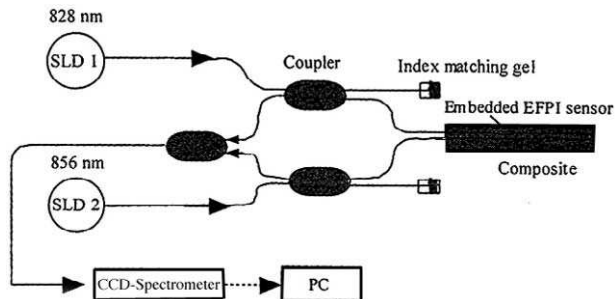 828 nm
SLD 1
Coupler
Index matching gel
Embedded EFPI sensor
Composite
856 nm
SLD 2
CCD-Spectrometer
PC